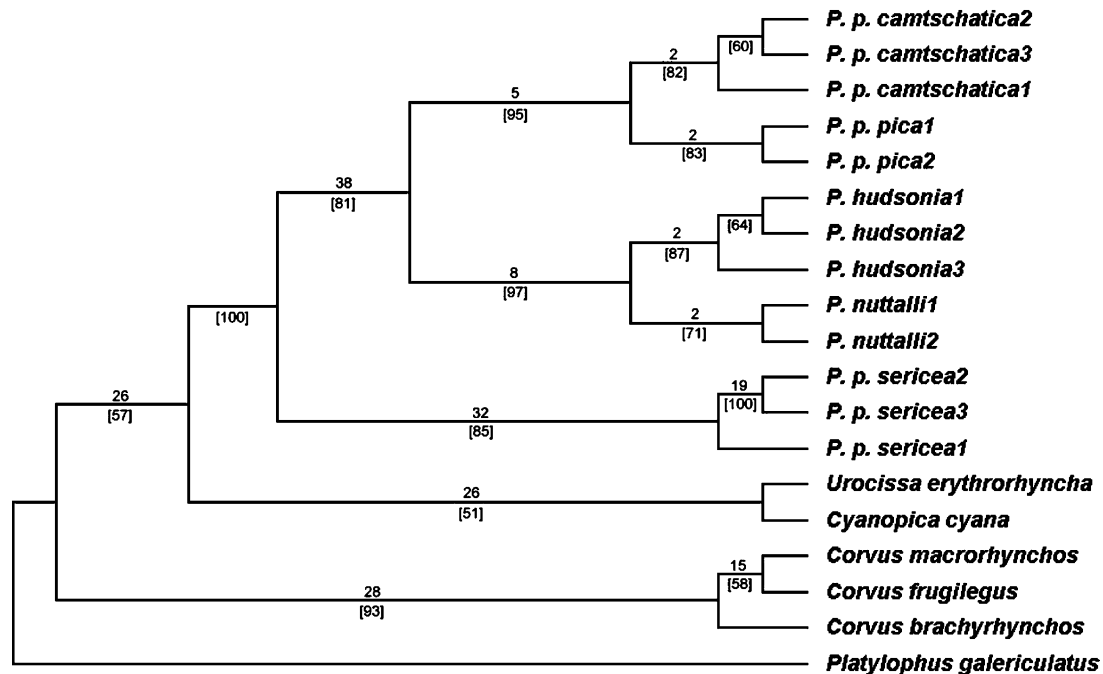 P. p. camtschatica2
[60]
P. p. camtschatica3
2
[82]
P. p. camtschatica1
5
[95]
P. p. pica1
2
[83]
P. p. pica2
38
[81]
P. hudsonia1
[64]
P. hudsonia2
2
[87]
P. hudsonia3
8
[97]
P. nuttalli1
2
[71]
P. nuttalli2
[100]
P. p. sericea2
19
[100]
P. p. sericea3
32
[85]
P. p. sericea1
26
[57]
Urocissa erythrorhyncha
26
[51]
Cyanopica cyana
Corvus macrorhynchos
15
[58]
Corvus frugilegus
28
[93]
Corvus brachyrhynchos
Platylophus galericulatus